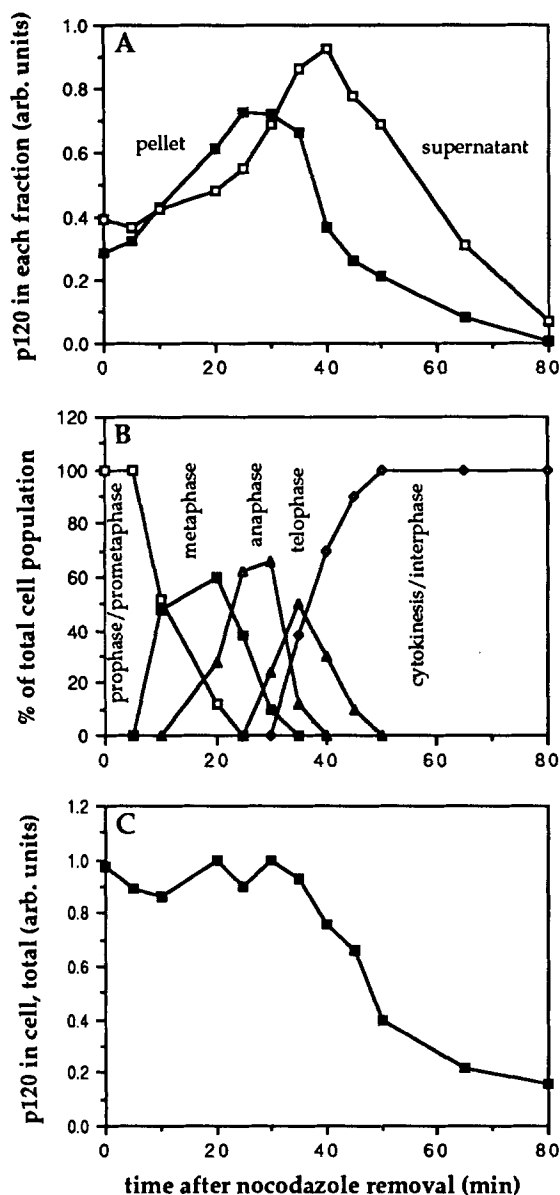 A
p120 in each fraction (arb. units)
1.0
0.8
0.6
0.4
0.2
0.0
pellet
supernatant
0
20
40
60
80
B
% of total cell population
120
100
80
60
40
20
0
prophase/prometaphase
metaphase
anaphase
telophase
cytokinesis/interphase
0
20
40
60
80
C
p120 in cell, total (arb. units)
1.2
1.0
0.8
0.6
0.4
0.2
0.0
0
20
40
60
80
time after nocodazole removal (min)